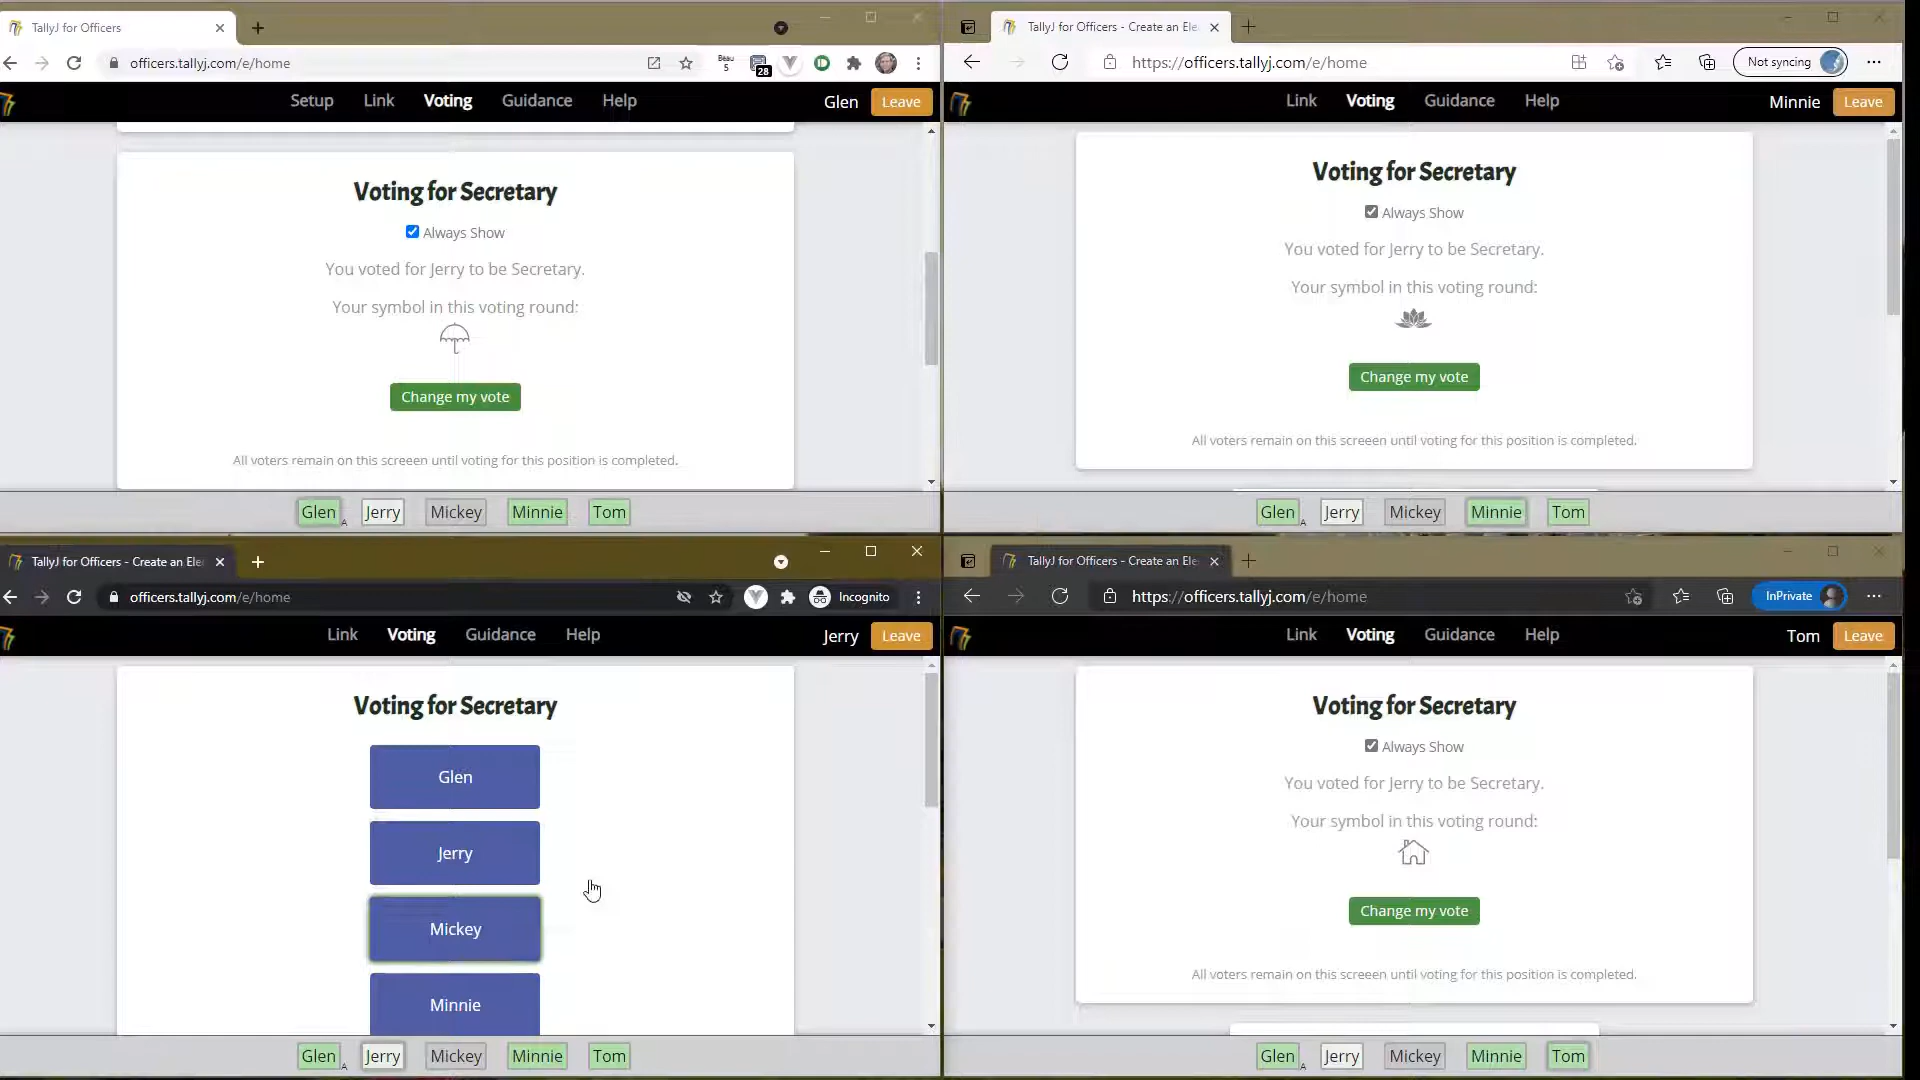 TallyJ for Officers
officers.tallyj.com/e/home
Beau
5
28
Setup Link Voting Guidance Help Glen Leave
Voting for Secretary
Always Show
You voted for Jerry to be Secretary.
Your symbol in this voting round:
Change my vote
All voters remain on this screeen until voting for this position is completed.
Glen A Jerry Mickey Minnie Tom
TallyJ for Officers - Create an Ele
https://officers.tallyj.com/e/home
Not syncing
Link Voting Guidance Help Minnie Leave
Voting for Secretary
Always Show
You voted for Jerry to be Secretary.
Your symbol in this voting round:
Change my vote
All voters remain on this screeen until voting for this position is completed.
Glen A Jerry Mickey Minnie Tom
TallyJ for Officers - Create an Ele
officers.tallyj.com/e/home
Incognito
Link Voting Guidance Help Jerry Leave
Voting for Secretary
Glen
Jerry
Mickey
Minnie
Glen A Jerry Mickey Minnie Tom
TallyJ for Officers - Create an Ele
https://officers.tallyj.com/e/home
InPrivate
Link Voting Guidance Help Tom Leave
Voting for Secretary
Always Show
You voted for Jerry to be Secretary.
Your symbol in this voting round:
Change my vote
All voters remain on this screeen until voting for this position is completed.
Glen A Jerry Mickey Minnie Tom